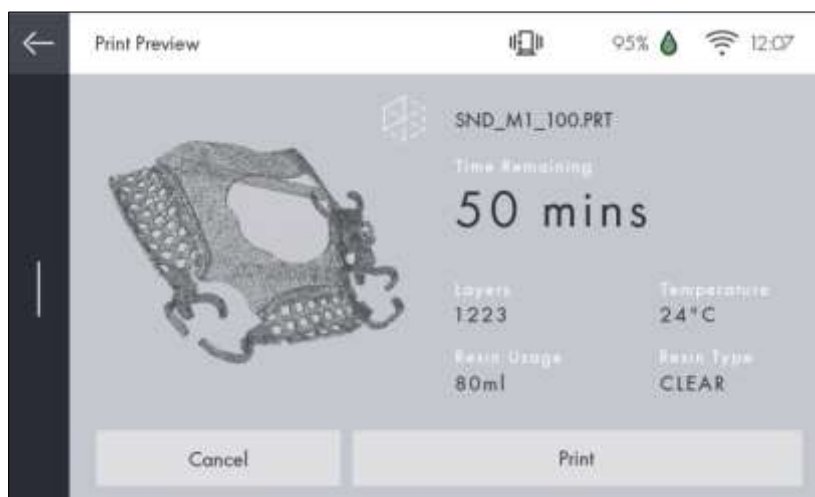 Print Preview
95%
12:07
SND_M1_100.PRT
Time Remaining
50 mins
Layers
Temperature
1223
24°C
Resin Usage
Resin Type
80ml
CLEAR
Cancel
Print